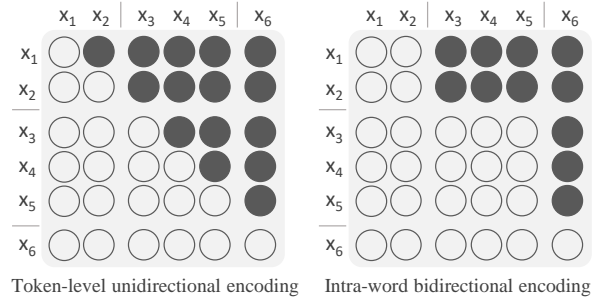 x₁ x₂ x₃ x₄ x₅ x₆
x₁
x₂
x₃
x₄
x₅
x₆
Token-level unidirectional encoding
x₁ x₂ x₃ x₄ x₅ x₆
x₁
x₂
x₃
x₄
x₅
x₆
Intra-word bidirectional encoding